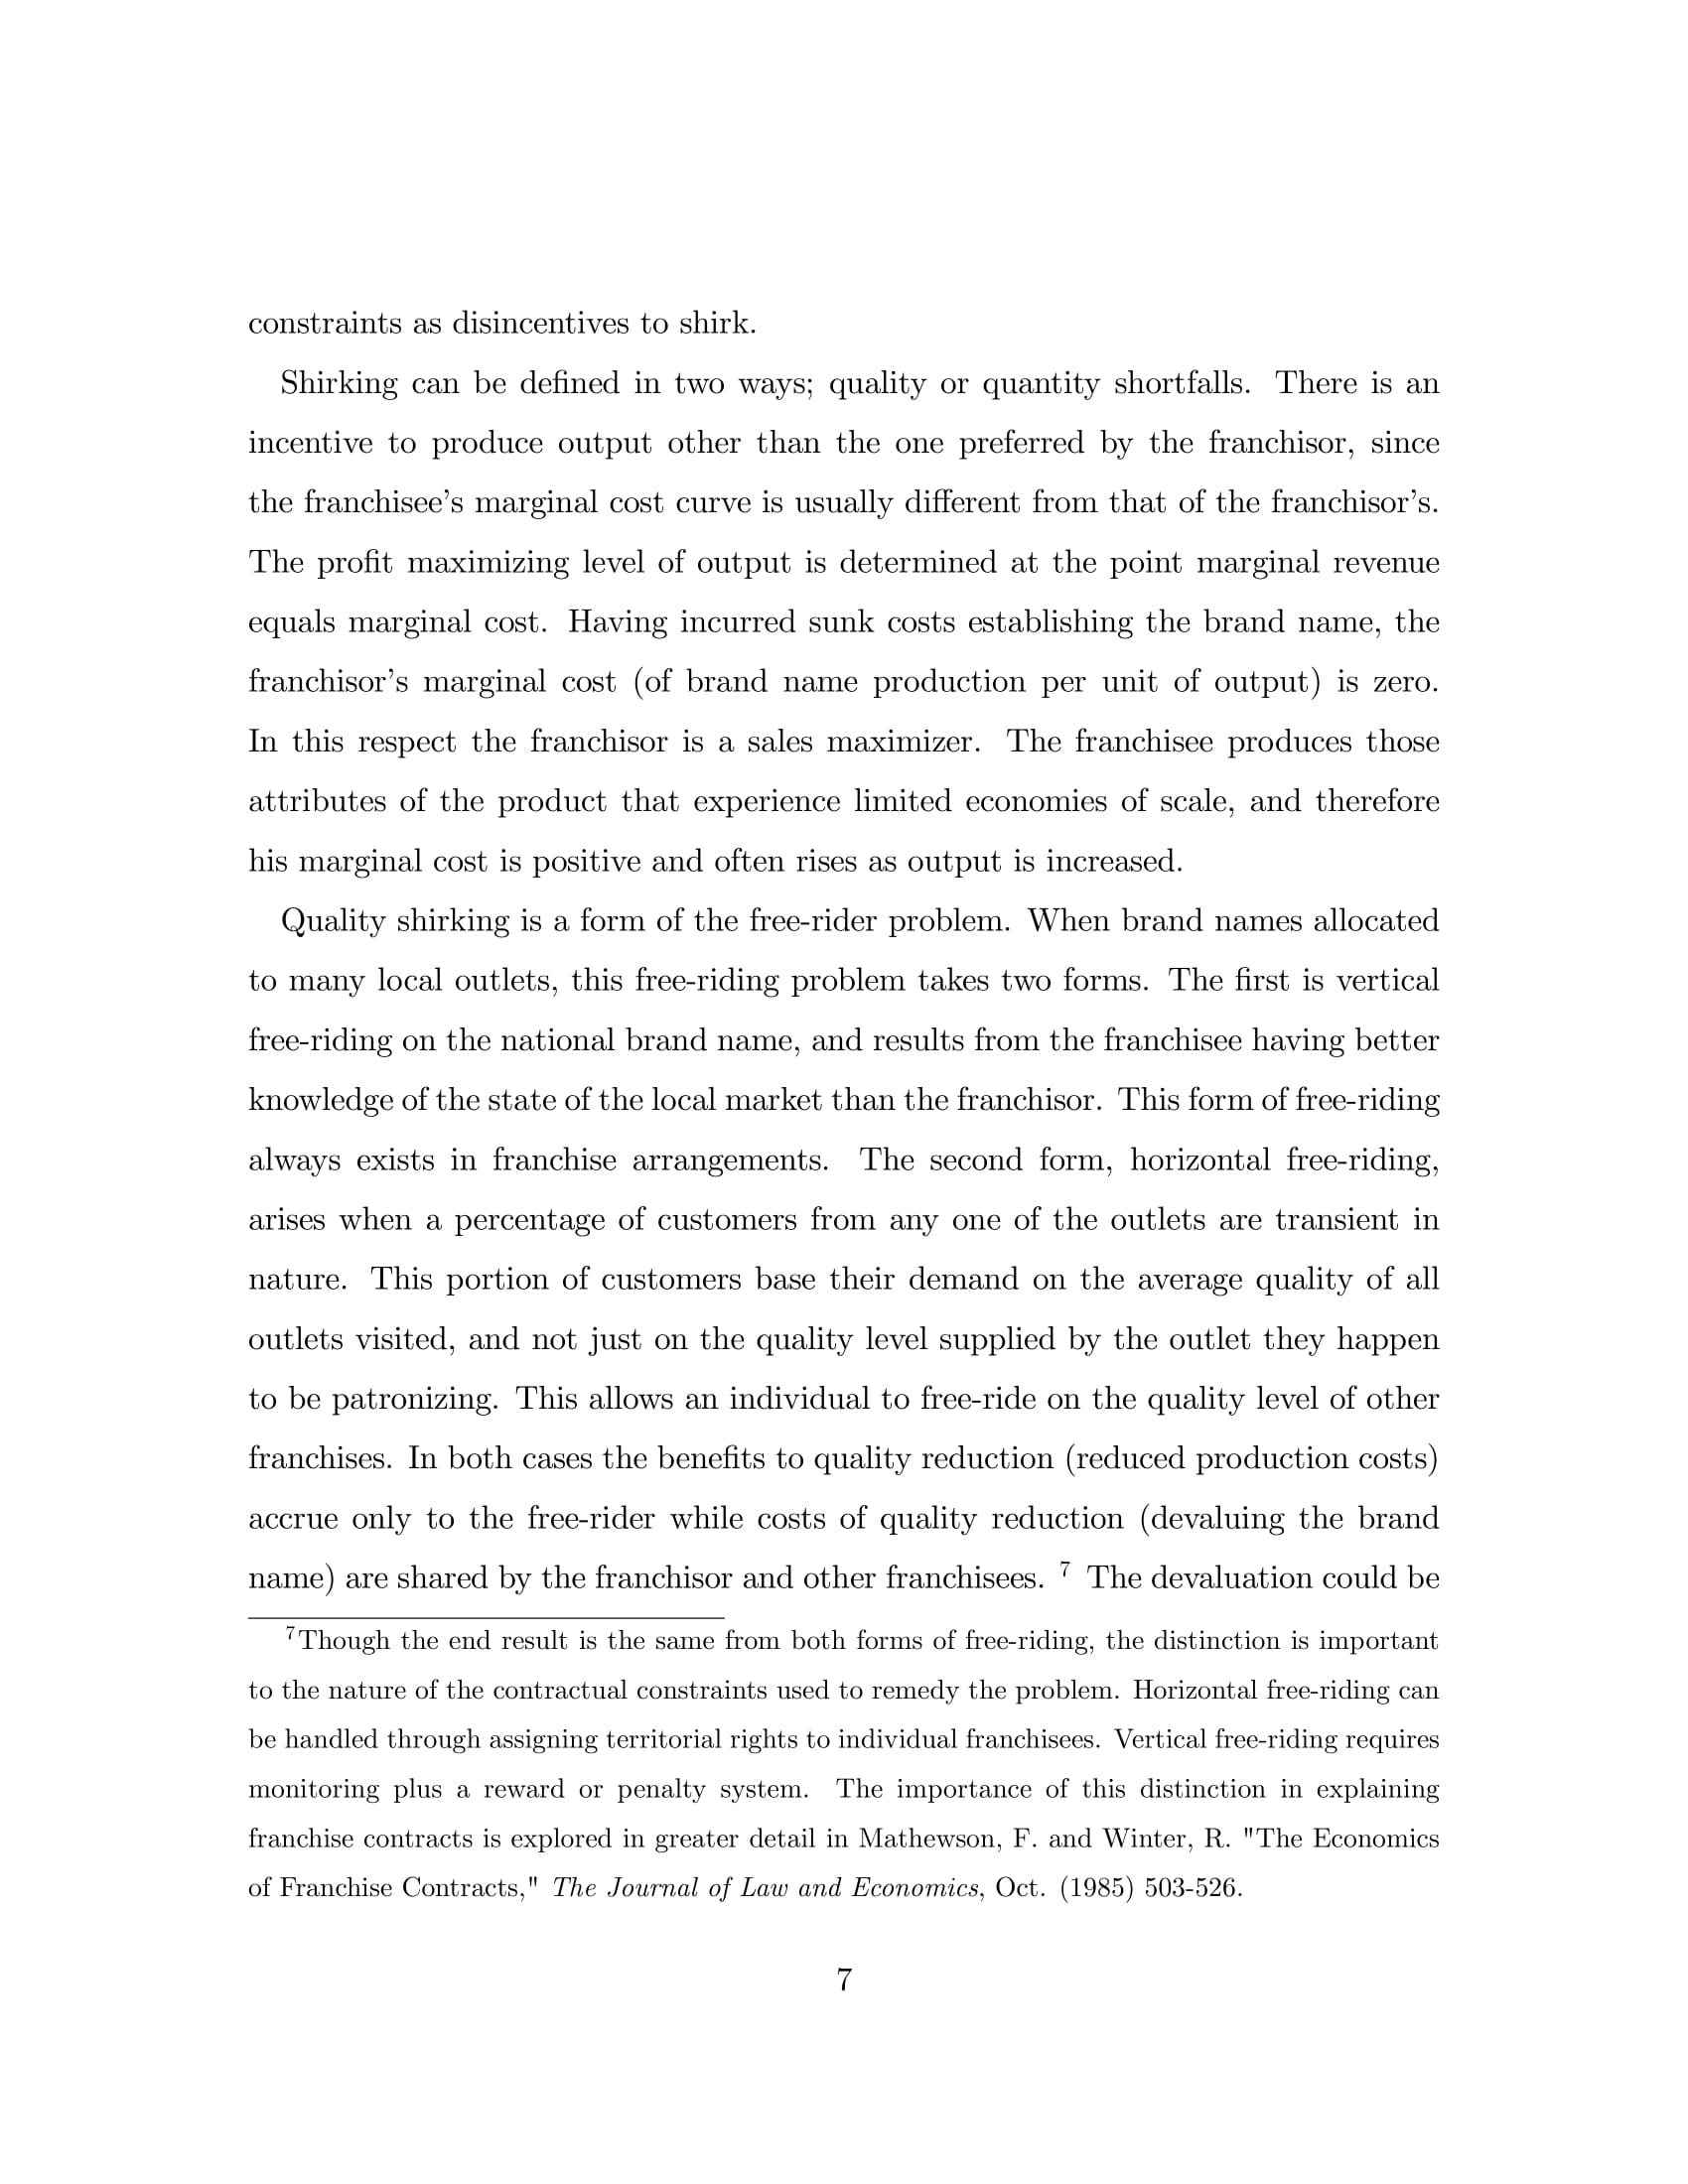 constraints as disincentives to shirk.
Shirking can be defined in two ways; quality or quantity shortfalls. There is an
incentive to produce output other than the one preferred by the franchisor, since
the franchisee's marginal cost curve is usually different from that of the franchisor's.
The profit maximizing level of output is determined at the point marginal revenue
equals marginal cost. Having incurred sunk costs establishing the brand name, the
franchisor's marginal cost (of brand name production per unit of output) is zero.
In this respect the franchisor is a sales maximizer. The franchisee produces those
attributes of the product that experience limited economies of scale, and therefore
his marginal cost is positive and often rises as output is increased.
Quality shirking is a form of the free-rider problem. When brand names allocated
to many local outlets, this free-riding problem takes two forms. The first is vertical
free-riding on the national brand name, and results from the franchisee having better
knowledge of the state of the local market than the franchisor. This form of free-riding
always exists in franchise arrangements. The second form, horizontal free-riding,
arises when a percentage of customers from any one of the outlets are transient in
nature. This portion of customers base their demand on the average quality of all
outlets visited, and not just on the quality level supplied by the outlet they happen
to be patronizing. This allows an individual to free-ride on the quality level of other
franchises. In both cases the benefits to quality reduction (reduced production costs)
accrue only to the free-rider while costs of quality reduction (devaluing the brand
name) are shared by the franchisor and other franchisees. 7 The devaluation could be
7Though the end result is the same from both forms of free-riding, the distinction is important
to the nature of the contractual constraints used to remedy the problem. Horizontal free-riding can
be handled through assigning territorial rights to individual franchisees. Vertical free-riding requires
monitoring plus a reward or penalty system. The importance of this distinction in explaining
franchise contracts is explored in greater detail in Mathewson, F. and Winter, R. "The Economics
of Franchise Contracts," The Journal of Law and Economics, Oct. (1985) 503-526.
7